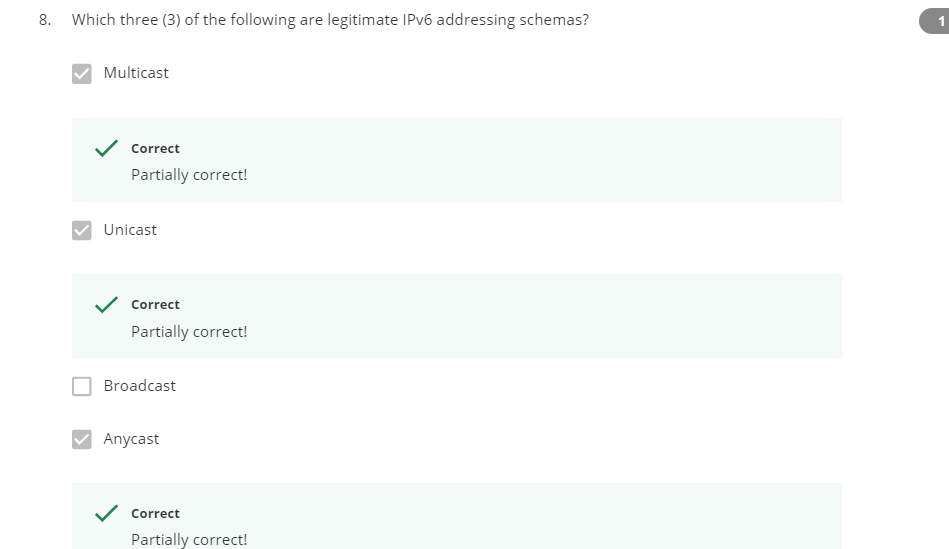 8. Which three (3) of the following are legitimate IPv6 addressing schemas?
1
Multicast
Correct
Partially correct!
Unicast
Correct
Partially correct!
Broadcast
Anycast
Correct
Partially correct!